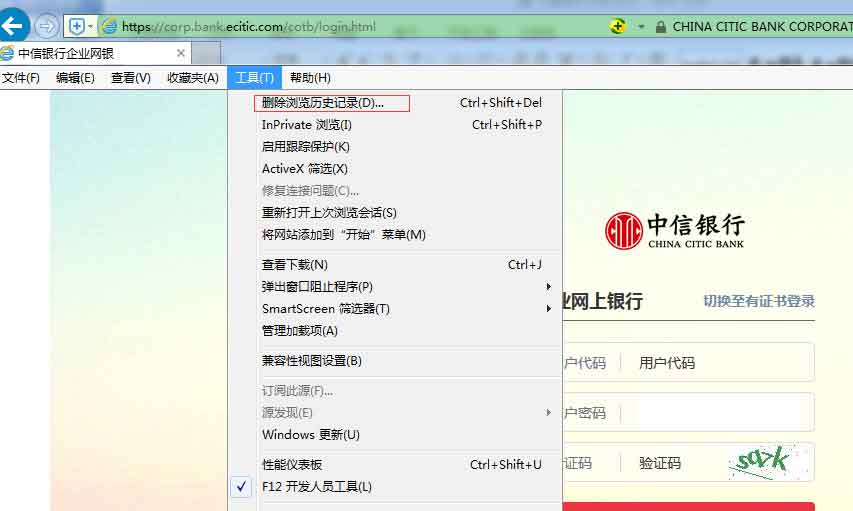 https://corp.bank.ecitic.com/cotb/login.html
CHINA CITIC BANK CORPORAT
中信银行企业网银
文件(F) 编辑(E) 查看(V) 收藏夹(A) 工具(T) 帮助(H)
删除浏览历史记录(D)... Ctrl+Shift+Del
InPrivate 浏览(I) Ctrl+Shift+P
启用跟踪保护(K)
ActiveX 筛选(X)
修复连接问题(C)...
重新打开上次浏览会话(S)
将网站添加到“开始”菜单(M)
查看下载(N) Ctrl+J
弹出窗口阻止程序(P)
SmartScreen 筛选器(T)
管理加载项(A)
兼容性视图设置(B)
订阅此源(F)...
源发现(E)
Windows 更新(U)
性能仪表板 Ctrl+Shift+U
F12 开发人员工具(L)
中信银行
CHINA CITIC BANK
业网上银行 切换至有证书登录
户代码 用户代码
户密码
证码 验证码